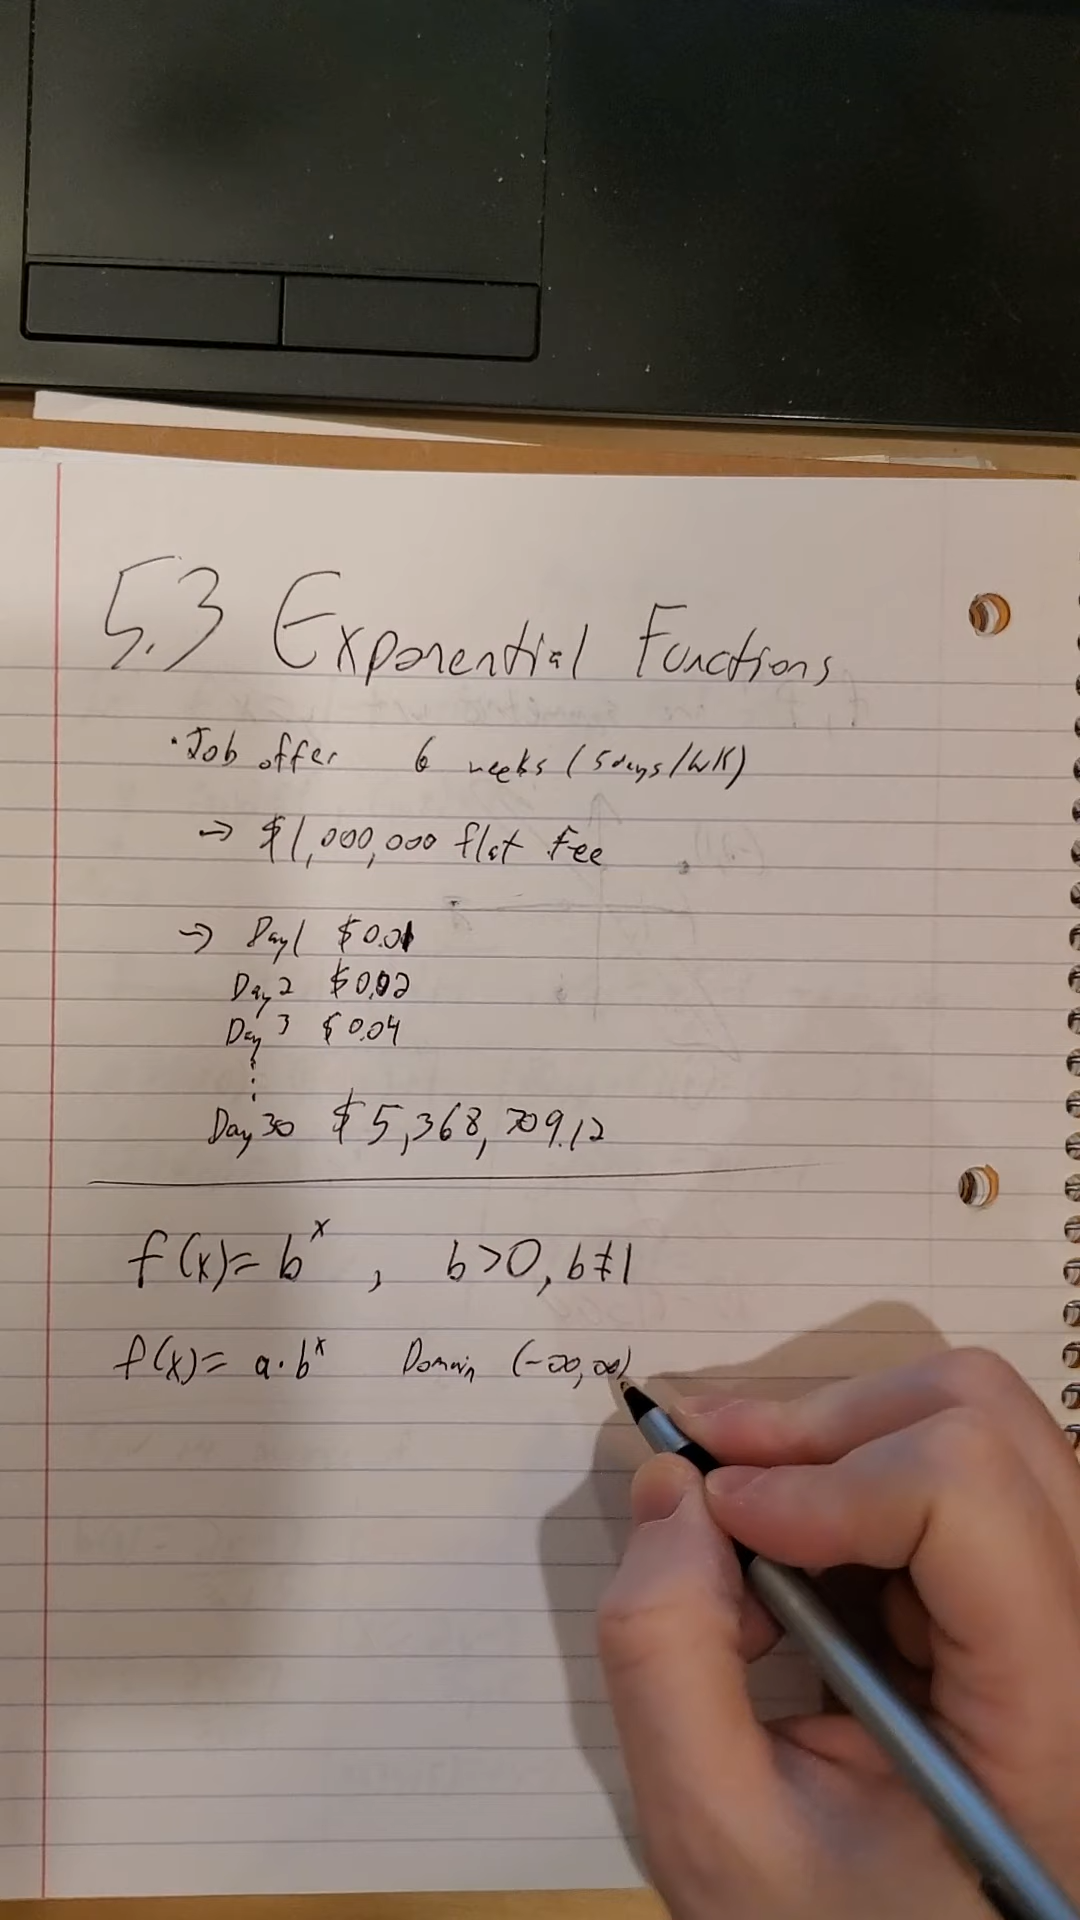 5.3 Exponential Functions
· Job offer 6 weeks (5days/wk)
→ $1,000,000 flat Fee
→ Day 1 $0.01
Day 2 $0.02
Day 3 $0.04
⋮
Day 30 $5,368,709.12
f(x)= b^x , b>0, b≠1
f(x)= a·b^x Domain (-∞,∞)